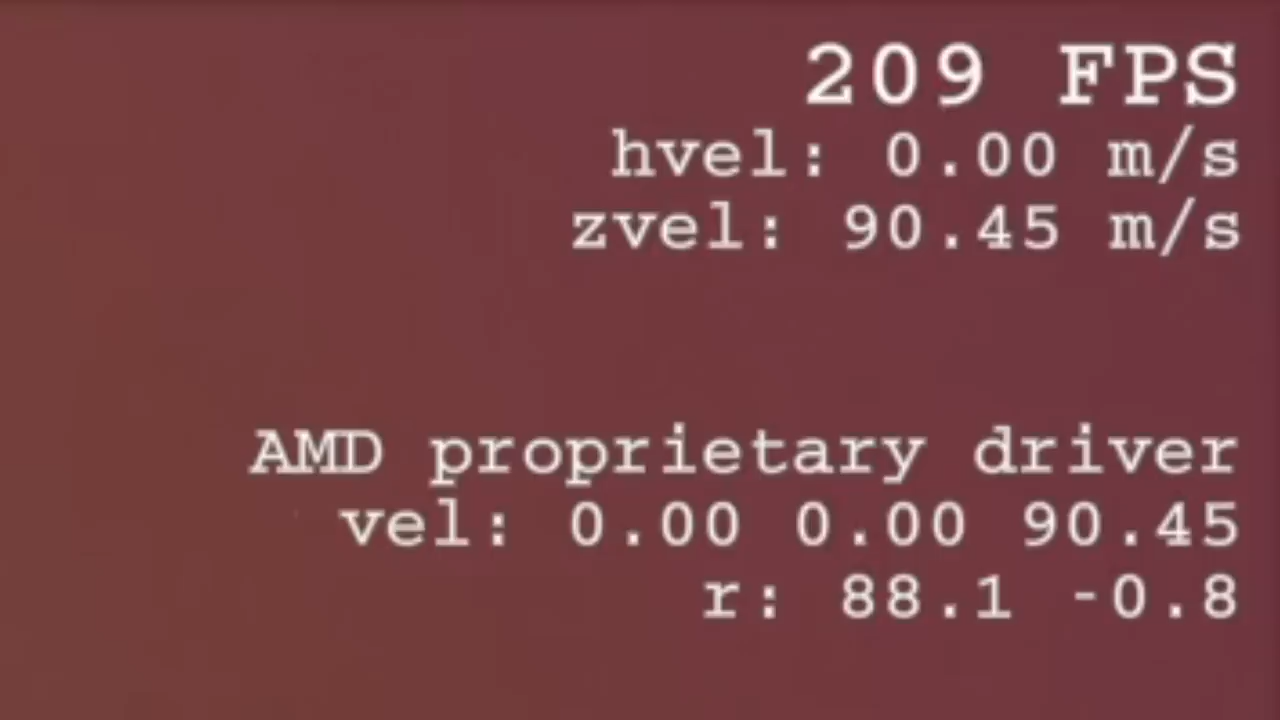 209 FPS
hvel: 0.00 m/s
zvel: 90.45 m/s
AMD proprietary driver
vel: 0.00 0.00 90.45
r: 88.1 -0.8